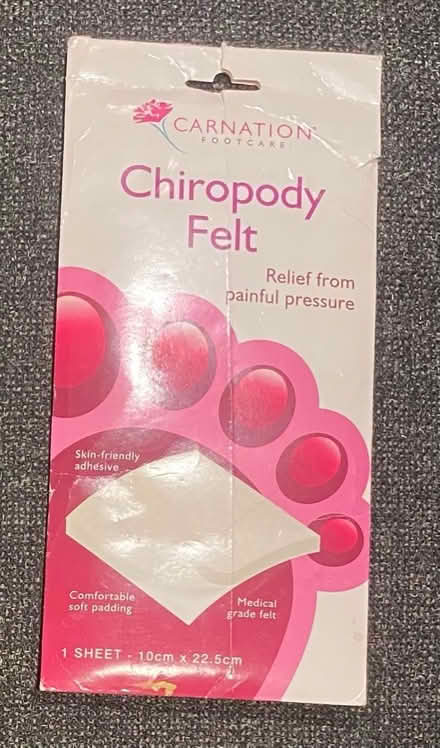 CARNATION
FOOTCARE
Chiropody
Felt
Relief from
painful pressure
Skin-friendly
adhesive
Comfortable
soft padding
Medical
grade felt
1 SHEET - 10cm x 22.5cm